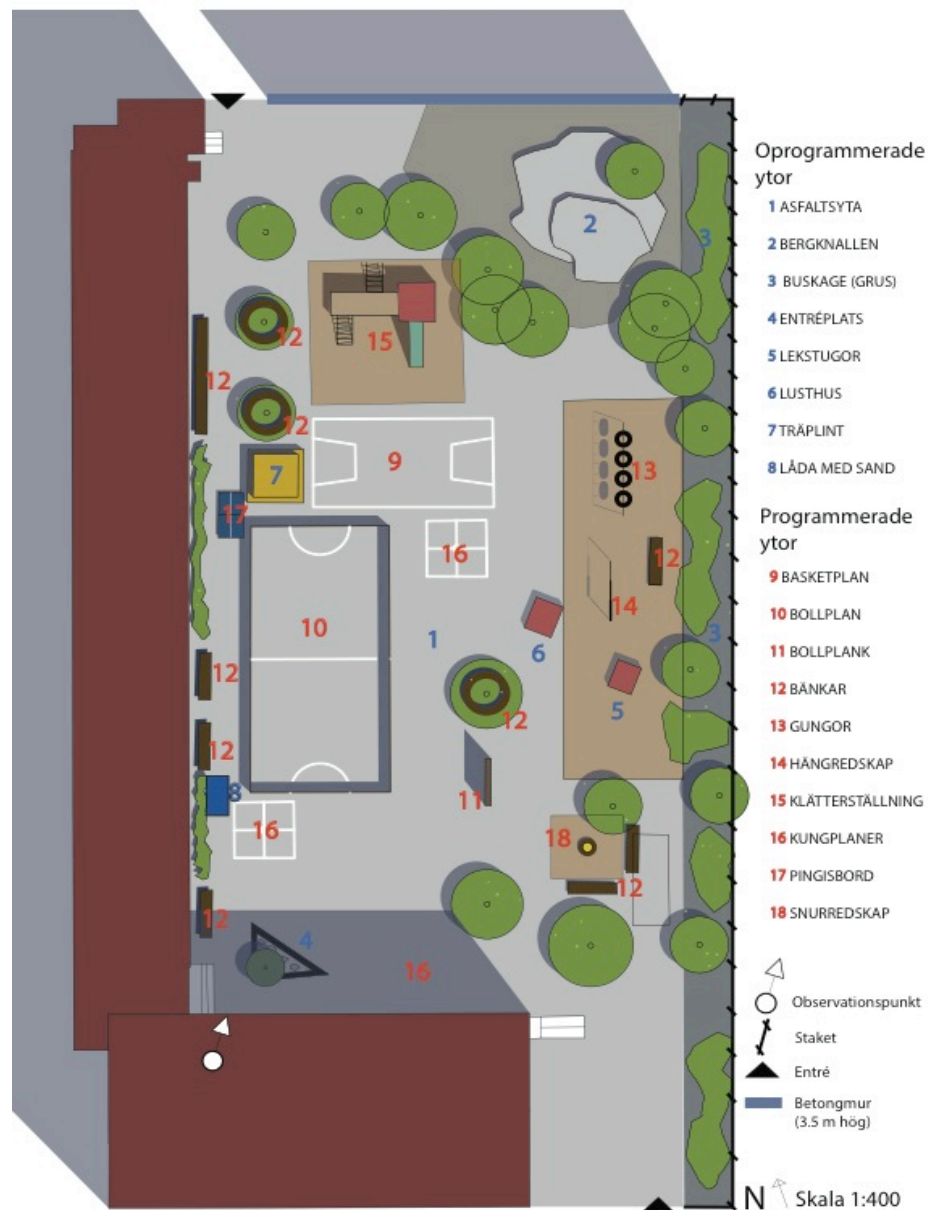 2
3
12
15
12
12
9
7
13
17
16
12
10
14
1
6
3
12
5
12
12
11
8
16
18
12
12
4
16
Oprogrammerade
ytor
1 ASFALTSYTA
2 BERGKNALLEN
3 BUSKAGE (GRUS)
4 ENTRÉPLATS
5 LEKSTUGOR
6 LUSTHUS
7 TRÄPLINT
8 LÅDA MED SAND
Programmerade
ytor
9 BASKETPLAN
10 BOLLPLAN
11 BOLLPLANK
12 BÄNKAR
13 GUNGOR
14 HÄNGREDSKAP
15 KLÄTTERSTÄLLNING
16 KUNGPLANER
17 PINGISBORD
18 SNURREDSKAP
Observationspunkt
Staket
Entré
Betongmur
(3.5 m hög)
N Skala 1:400